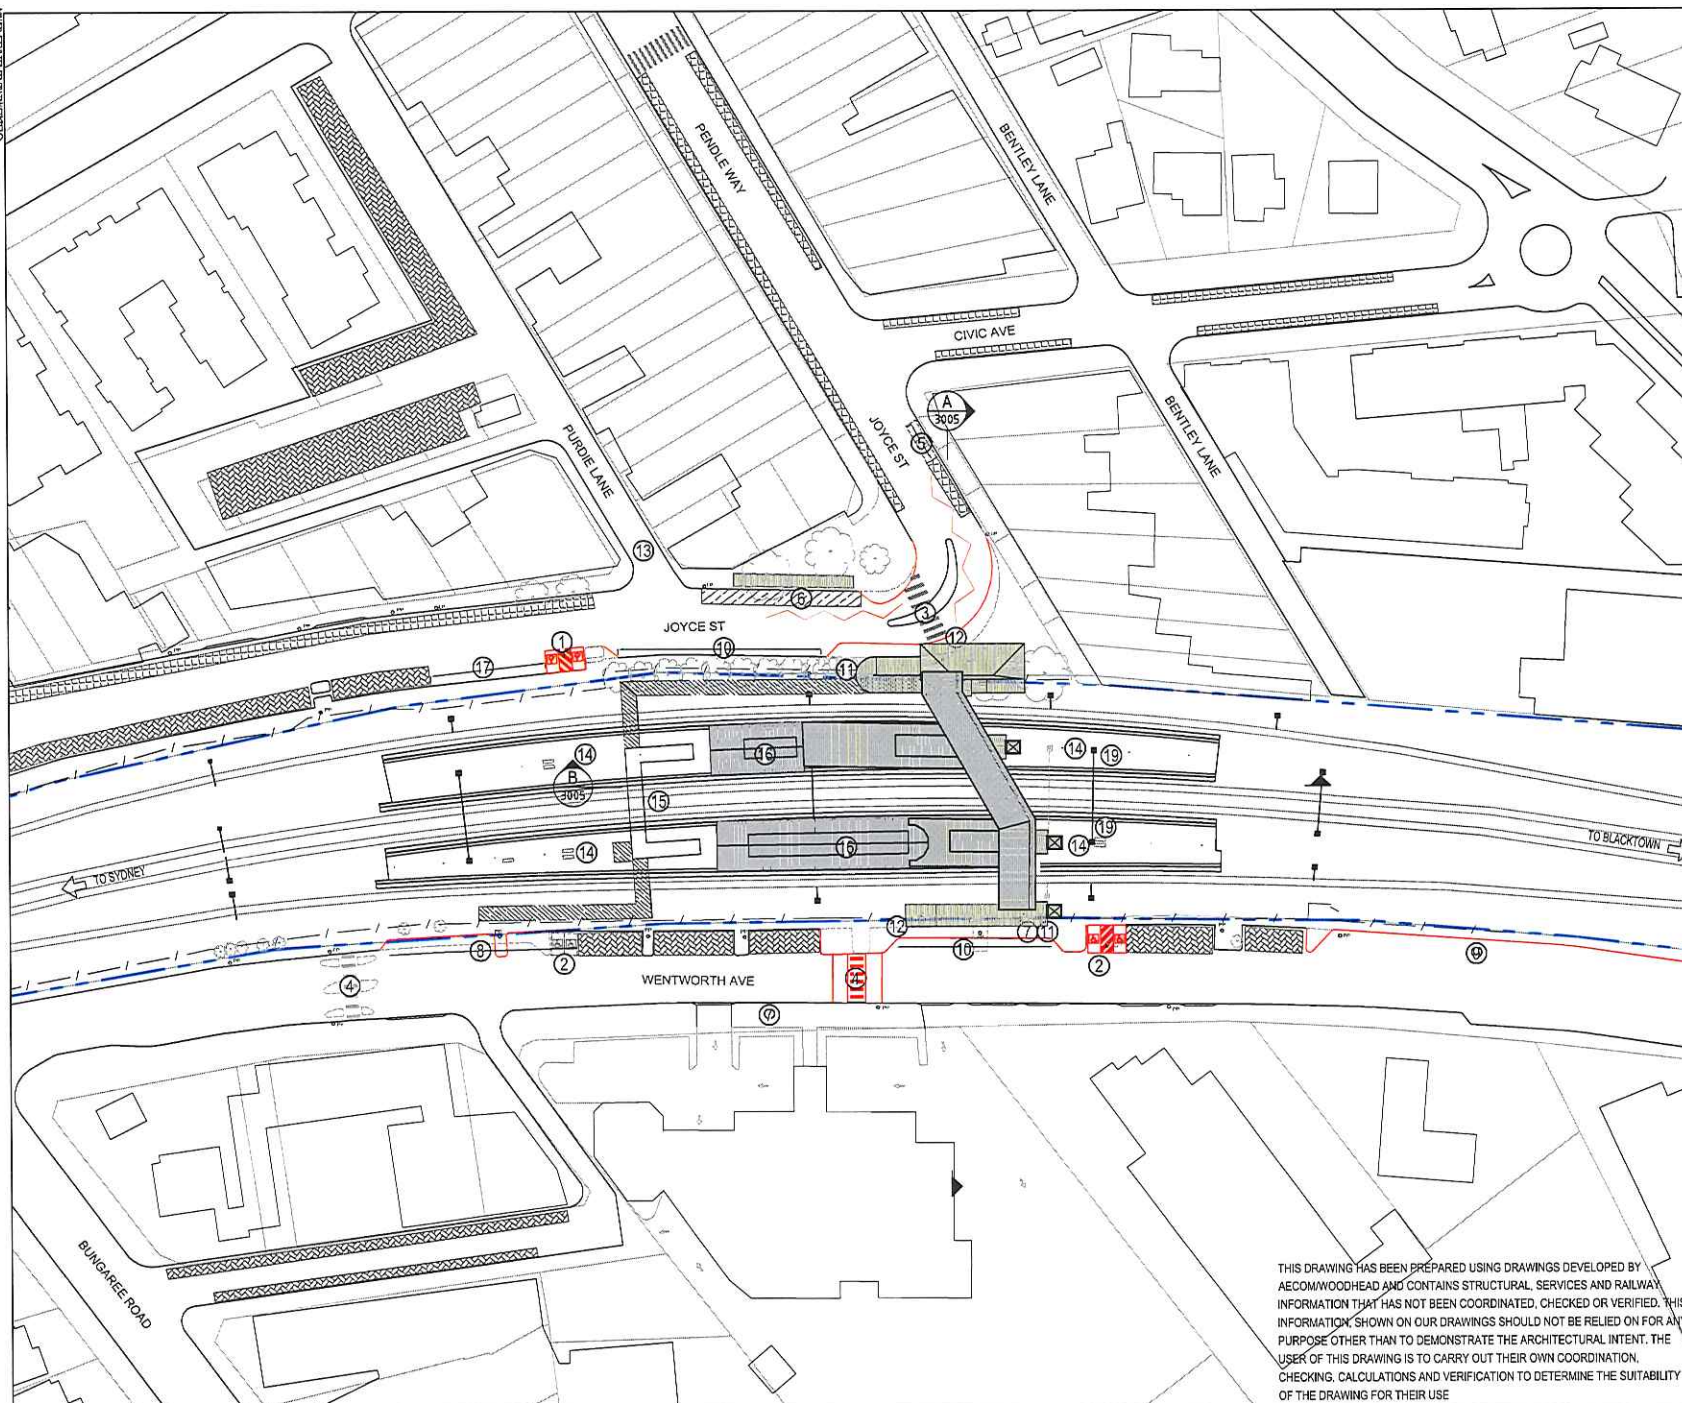 PENDLE WAY
BENTLEY LANE
CIVIC AVE
A
3005
5
JOYCE ST
BENTLEY LANE
PURDIE LANE
13
6
3
JOYCE ST
12
1
10
17
11
16
14
19
14
B
3005
15
19
TO BLACKTOWN
14
16
14
TO SYDNEY
12
7
11
8
2
10
2
4
WENTWORTH AVE
4
9
BUNGAREE ROAD
THIS DRAWING HAS BEEN PREPARED USING DRAWINGS DEVELOPED BY
AECOM/WOODHEAD AND CONTAINS STRUCTURAL, SERVICES AND RAILWAY
INFORMATION THAT HAS NOT BEEN COORDINATED, CHECKED OR VERIFIED. THIS
INFORMATION, SHOWN ON OUR DRAWINGS SHOULD NOT BE RELIED ON FOR ANY
PURPOSE OTHER THAN TO DEMONSTRATE THE ARCHITECTURAL INTENT. THE
USER OF THIS DRAWING IS TO CARRY OUT THEIR OWN COORDINATION,
CHECKING, CALCULATIONS AND VERIFICATION TO DETERMINE THE SUITABILITY
OF THE DRAWING FOR THEIR USE